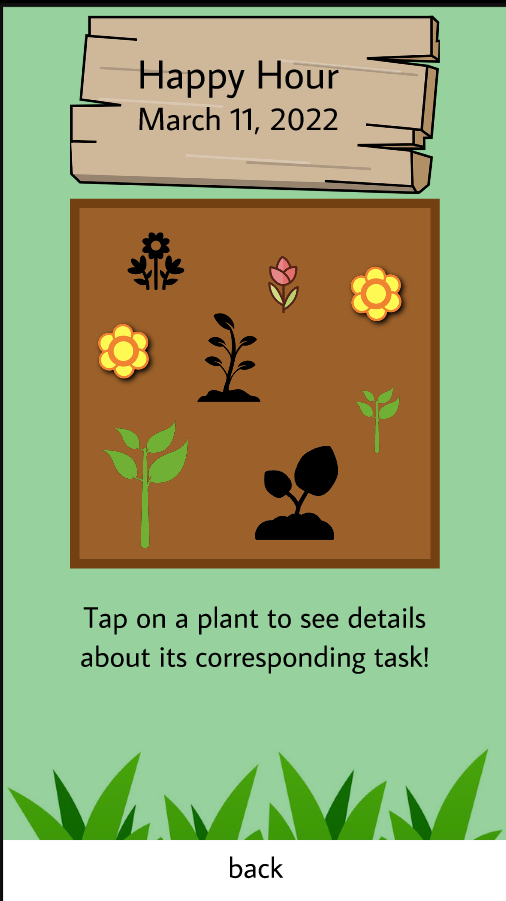 Happy Hour
March 11, 2022
Tap on a plant to see details
about its corresponding task!
back